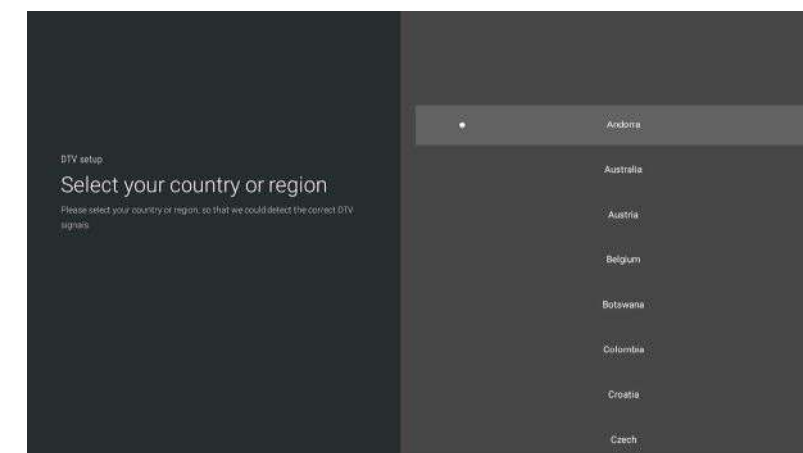 DTV setup
Select your country or region
Please select your country or region, so that we could detect the correct DTV
signals
Andorra
Australia
Austria
Belgium
Botswana
Colombia
Croatia
Czech